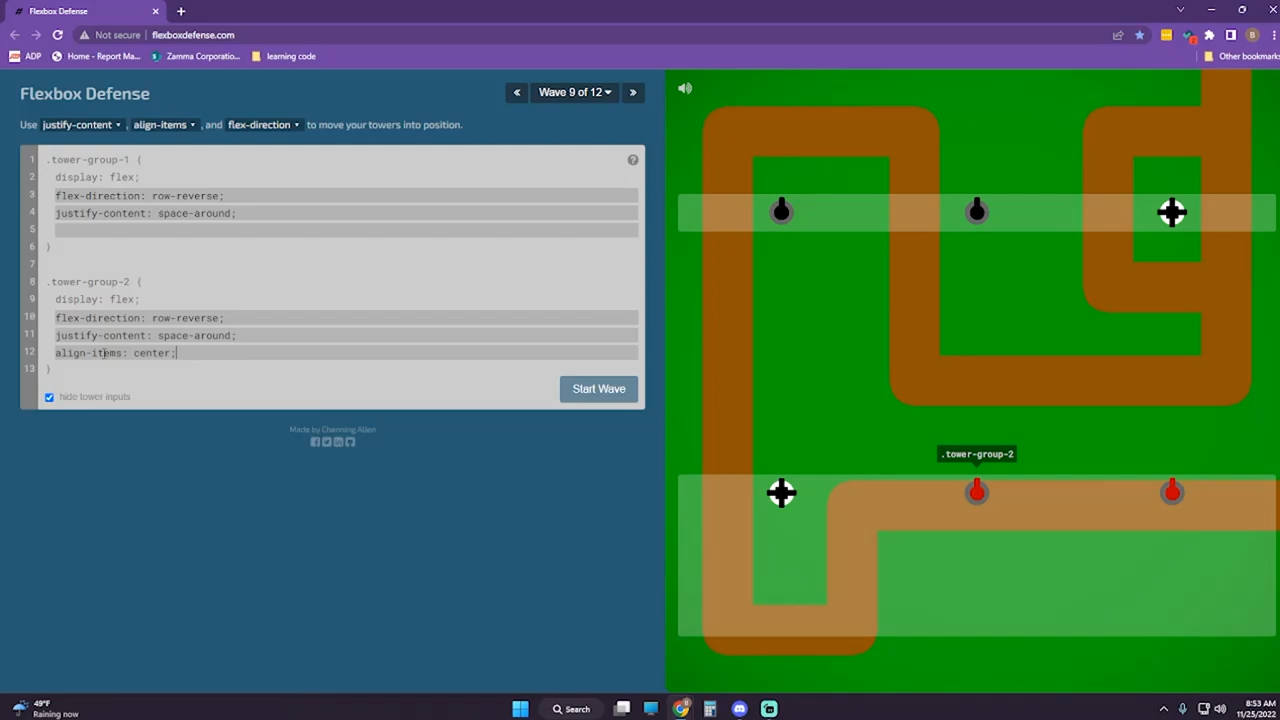 Flexbox Defense
Not secure
flexboxdefense.com
B
ADP
Home - Report Ma...
Zamma Corporatio...
learning code
Other bookmarks
Flexbox Defense
« Wave 9 of 12 »
Use justify-content , align-items , and flex-direction to move your towers into position.
1 .tower-group-1 {
2 display: flex;
3 flex-direction: row-reverse;
4 justify-content: space-around;
5
6 }
7
8 .tower-group-2 {
9 display: flex;
10 flex-direction: row-reverse;
11 justify-content: space-around;
12 align-items: center;
13 }
?
hide tower inputs
Start Wave
Made by Channing Allen
.tower-group-2
49°F
Raining now
Search
8:53 AM
11/25/2022